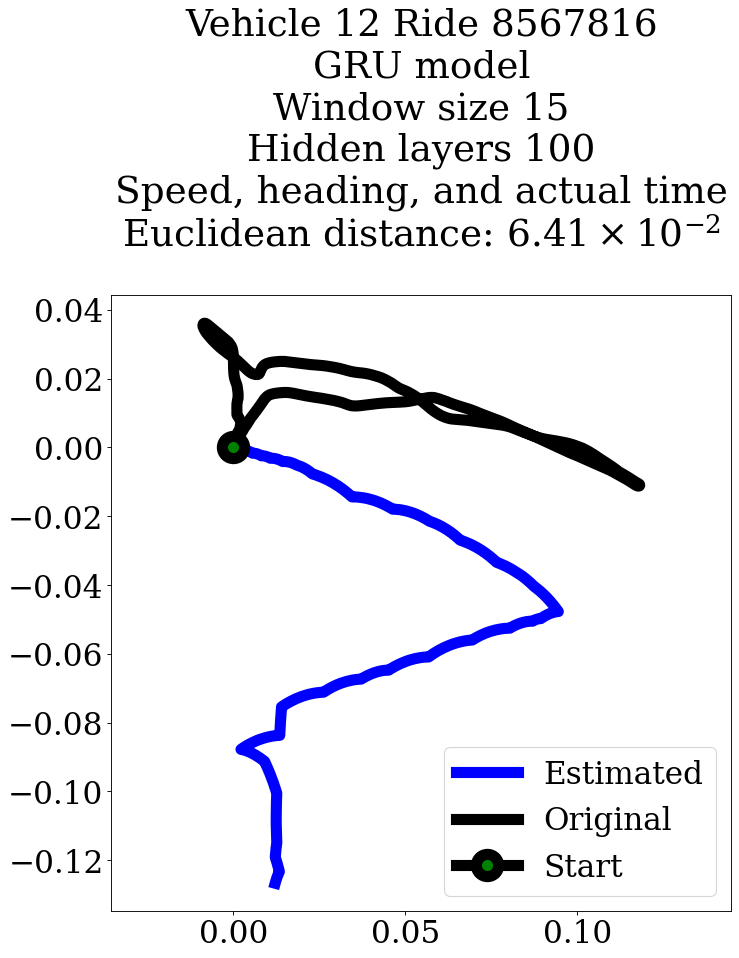 Vehicle 12 Ride 8567816
GRU model
Window size 15
Hidden layers 100
Speed, heading, and actual time
Euclidean distance: 6.41 × 10⁻²
0.04
0.02
0.00
−0.02
−0.04
−0.06
−0.08
−0.10
−0.12
Estimated
Original
Start
0.00 0.05 0.10